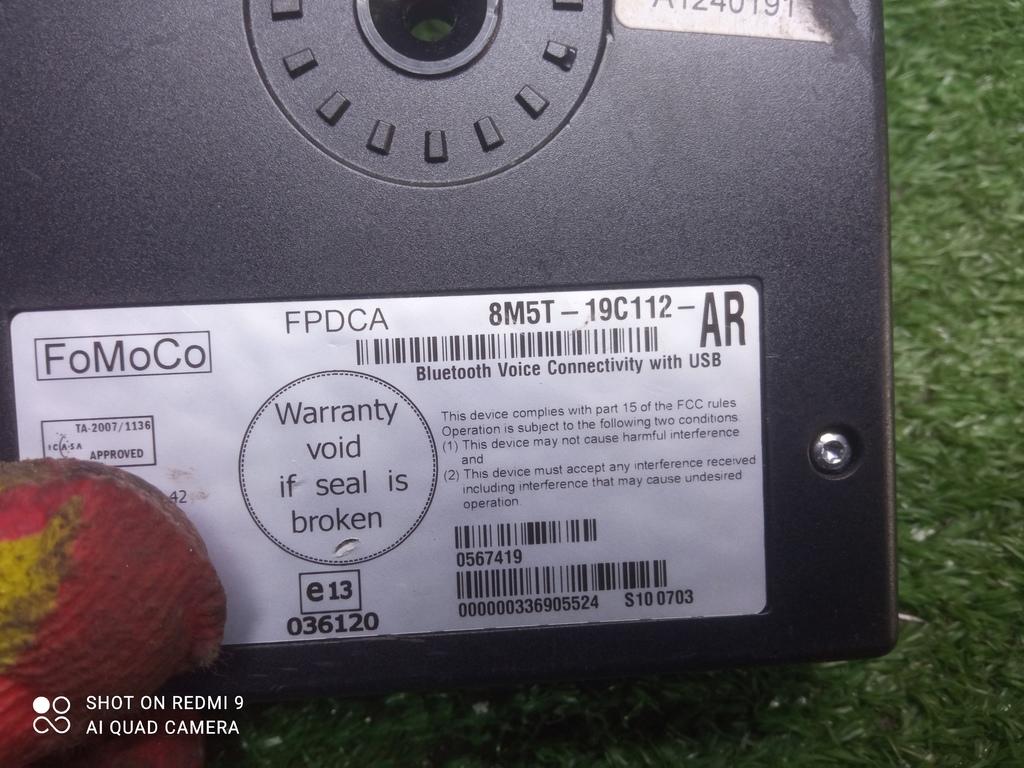 A1240191
FPDCA
8M5T-19C112-AR
FoMoCo
Bluetooth Voice Connectivity with USB
TA-2007/1136
ICASA
APPROVED
42
Warranty
void
if seal is
broken
This device complies with part 15 of the FCC rules
Operation is subject to the following two conditions
(1) This device may not cause harmful interference
and
(2) This device must accept any interference received
including interference that may cause undesired
operation.
0567419
000000336905524 S10 0703
e13
036120
SHOT ON REDMI 9
AI QUAD CAMERA